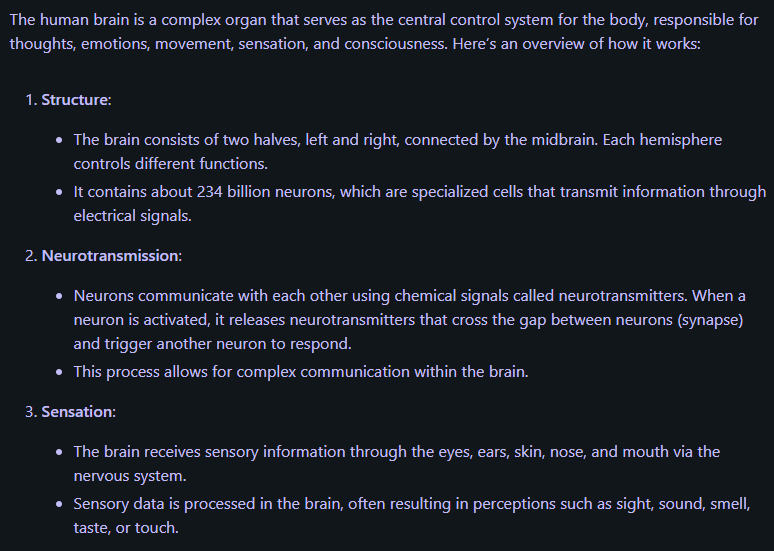 The human brain is a complex organ that serves as the central control system for the body, responsible for
thoughts, emotions, movement, sensation, and consciousness. Here's an overview of how it works:
1. Structure:
• The brain consists of two halves, left and right, connected by the midbrain. Each hemisphere
controls different functions.
• It contains about 234 billion neurons, which are specialized cells that transmit information through
electrical signals.
2. Neurotransmission:
• Neurons communicate with each other using chemical signals called neurotransmitters. When a
neuron is activated, it releases neurotransmitters that cross the gap between neurons (synapse)
and trigger another neuron to respond.
• This process allows for complex communication within the brain.
3. Sensation:
• The brain receives sensory information through the eyes, ears, skin, nose, and mouth via the
nervous system.
• Sensory data is processed in the brain, often resulting in perceptions such as sight, sound, smell,
taste, or touch.